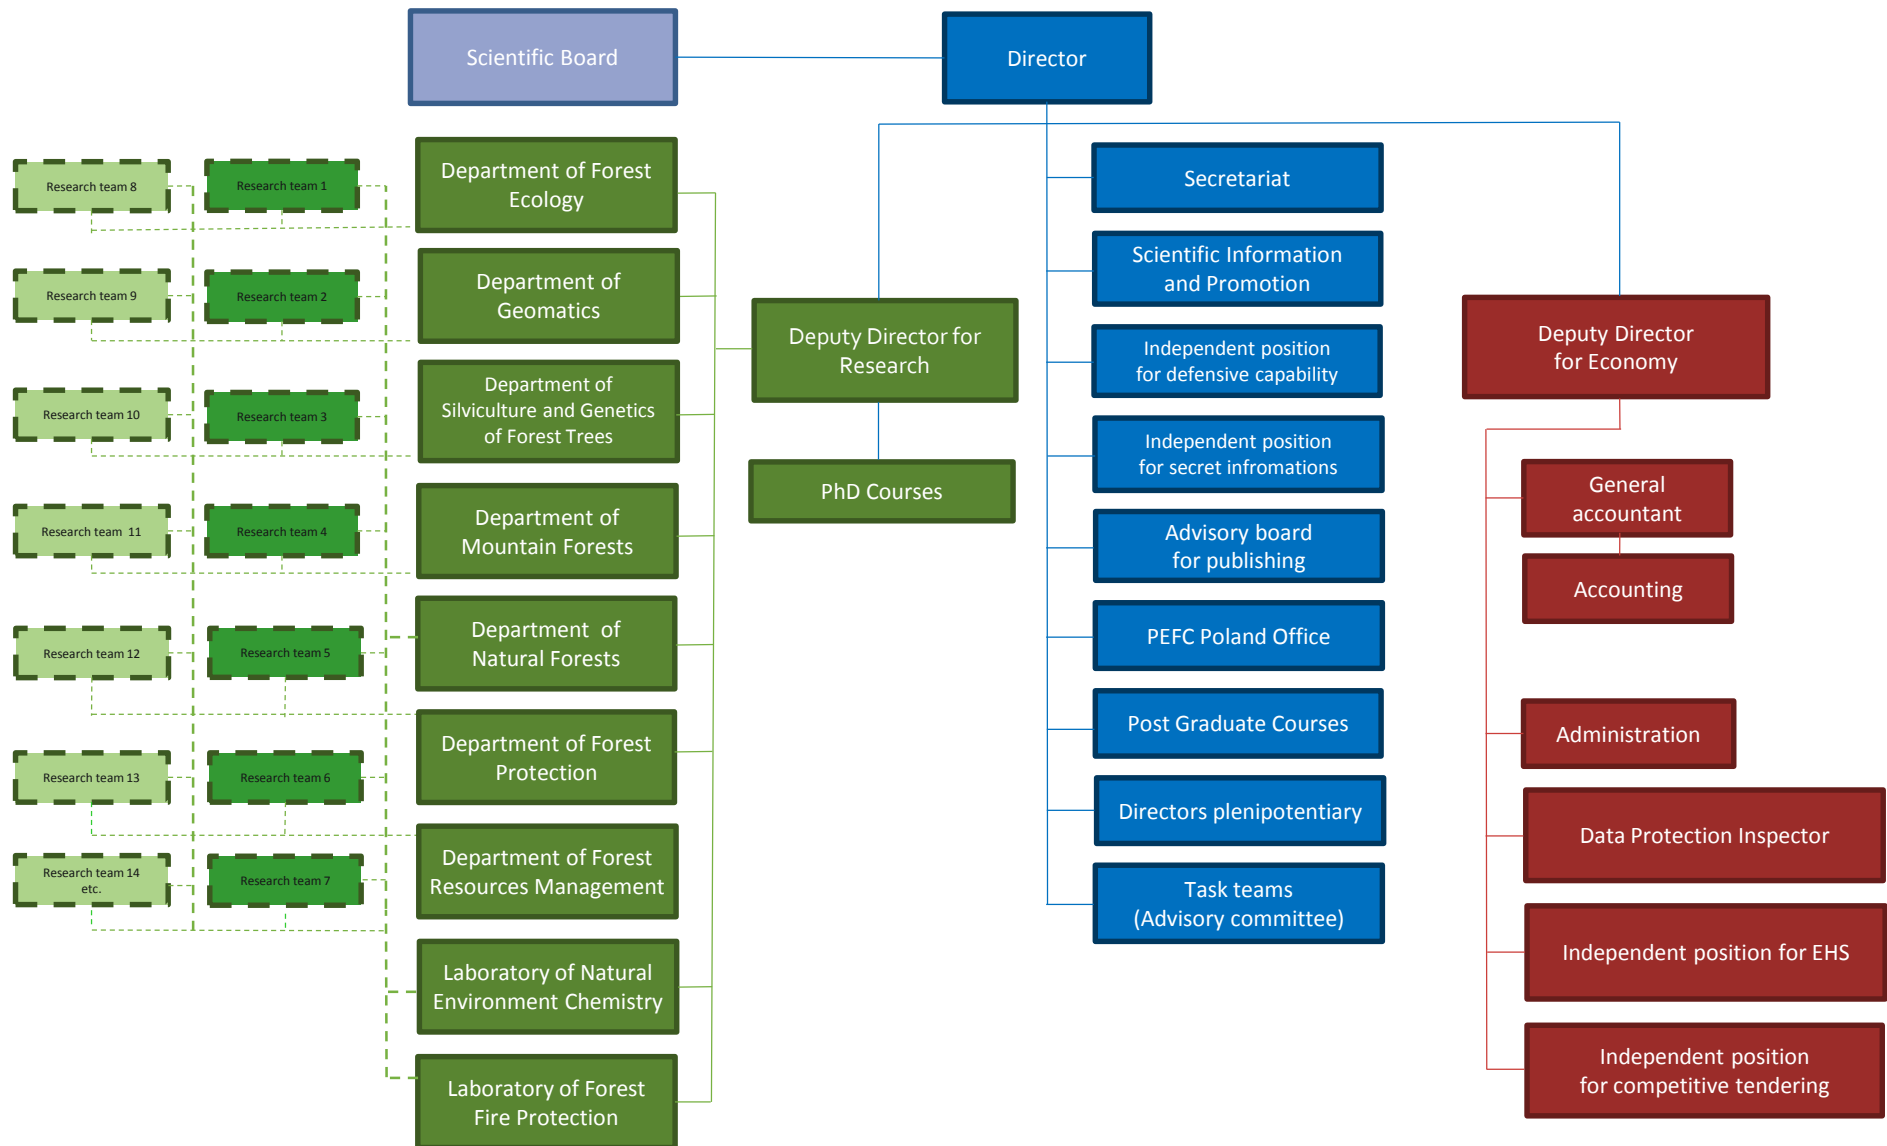 Scientific Board
Director
Research team 8
Research team 1
Department of Forest
Ecology
Research team 9
Research team 2
Department of
Geomatics
Research team 10
Research team 3
Department of
Silviculture and Genetics
of Forest Trees
Research team 11
Research team 4
Department of
Mountain Forests
Research team 12
Research team 5
Department of
Natural Forests
Research team 13
Research team 6
Department of Forest
Protection
Research team 14
etc.
Research team 7
Department of Forest
Resources Management
Laboratory of Natural
Environment Chemistry
Laboratory of Forest
Fire Protection
Deputy Director for
Research
PhD Courses
Secretariat
Scientific Information
and Promotion
Independent position
for defensive capability
Independent position
for secret infromations
Advisory board
for publishing
PEFC Poland Office
Post Graduate Courses
Directors plenipotentiary
Task teams
(Advisory committee)
Deputy Director
for Economy
General
accountant
Accounting
Administration
Data Protection Inspector
Independent position for EHS
Independent position
for competitive tendering